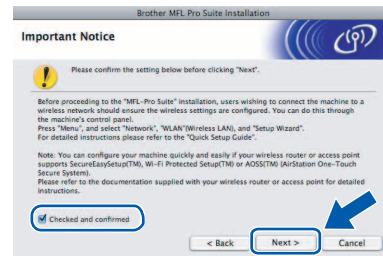 Brother MFL Pro Suite Installation
Important Notice
Please confirm the setting below before clicking "Next".
Before proceeding to the "MFL-Pro Suite" installation, users wishing to connect the machine to a
wireless network should ensure the wireless settings are configured. You can do this through
the machine's control panel.
Press "Menu", and select "Network", "WLAN"(Wireless LAN), and "Setup Wizard".
For detailed instructions please refer to the "Quick Setup Guide".
Note: You can configure your machine quickly and easily if your wireless router or access point
supports SecureEasySetup(TM), Wi-Fi Protected Setup(TM) or AOSS(TM) (AirStation One-Touch
Secure System).
Please refer to the documentation supplied with your wireless router or access point for detailed
instructions.
Checked and confirmed
< Back
Next >
Cancel